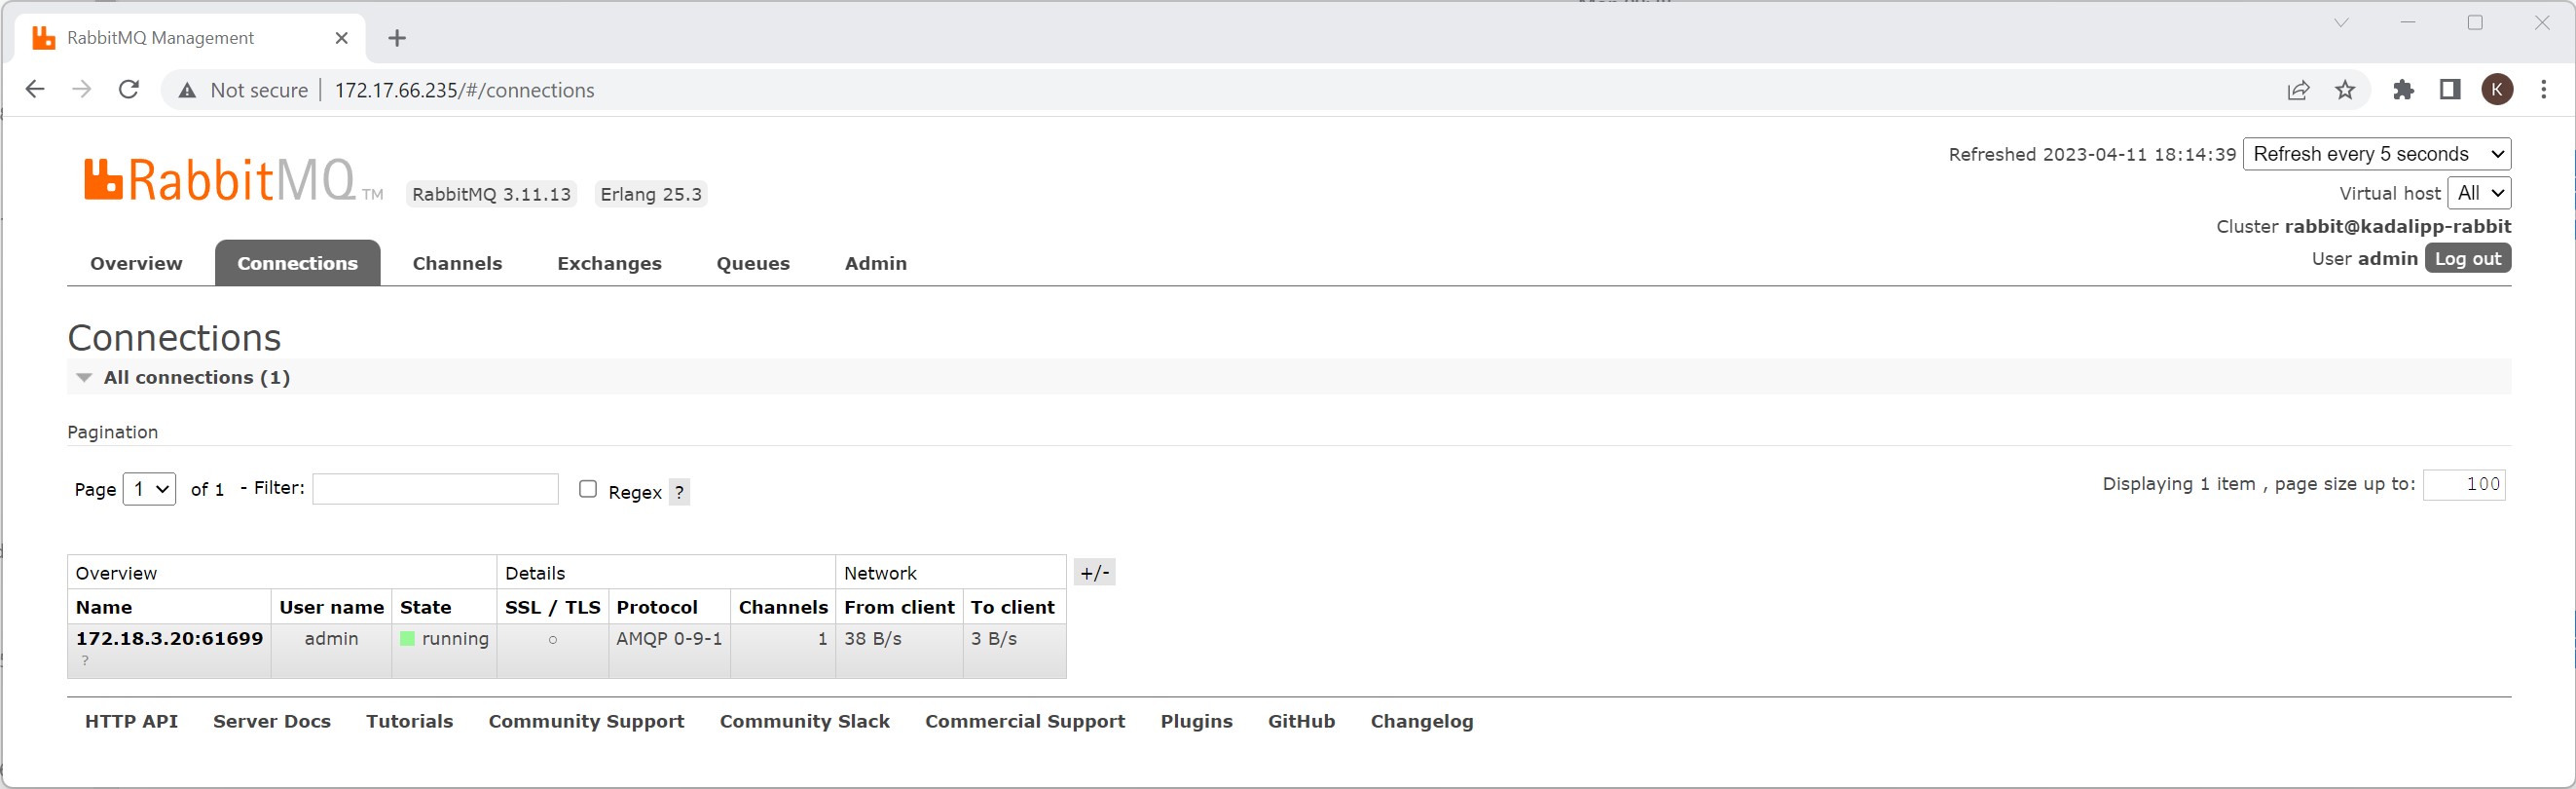 RabbitMQ Management
Not secure | 172.17.66.235/#/connections
K
RabbitMQ TM RabbitMQ 3.11.13 Erlang 25.3
Refreshed 2023-04-11 18:14:39 Refresh every 5 seconds
Virtual host All
Cluster rabbit@kadalipp-rabbit
User admin Log out
Overview Connections Channels Exchanges Queues Admin
Connections
All connections (1)
Pagination
Page 1 of 1 - Filter: Regex ? Displaying 1 item , page size up to: 100
Overview Details Network +/-
Name User name State SSL / TLS Protocol Channels From client To client
172.18.3.20:61699 admin running ○ AMQP 0-9-1 1 38 B/s 3 B/s
?
HTTP API Server Docs Tutorials Community Support Community Slack Commercial Support Plugins GitHub Changelog